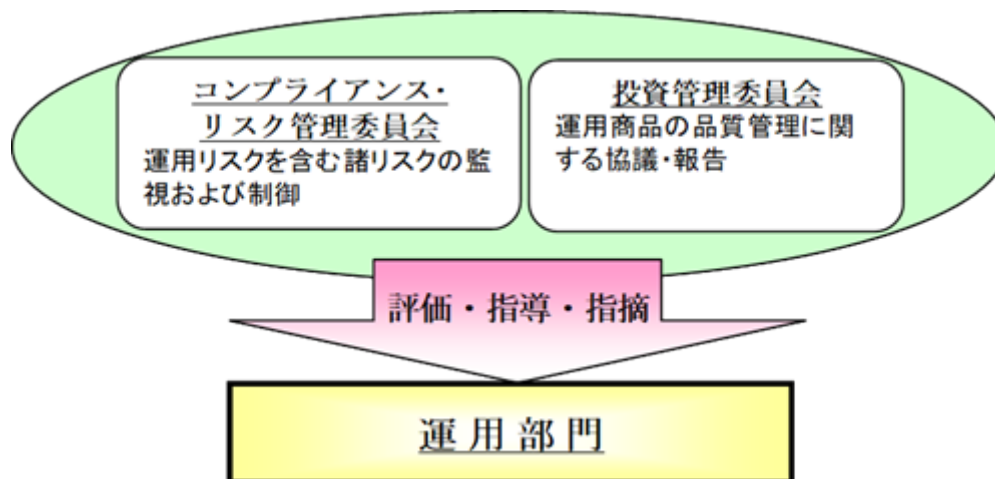 コンプライアンス・
リスク管理委員会
運用リスクを含む諸リスクの監
視および制御
投資管理委員会
運用商品の品質管理に関
する協議・報告
評価・指導・指摘
運用部門